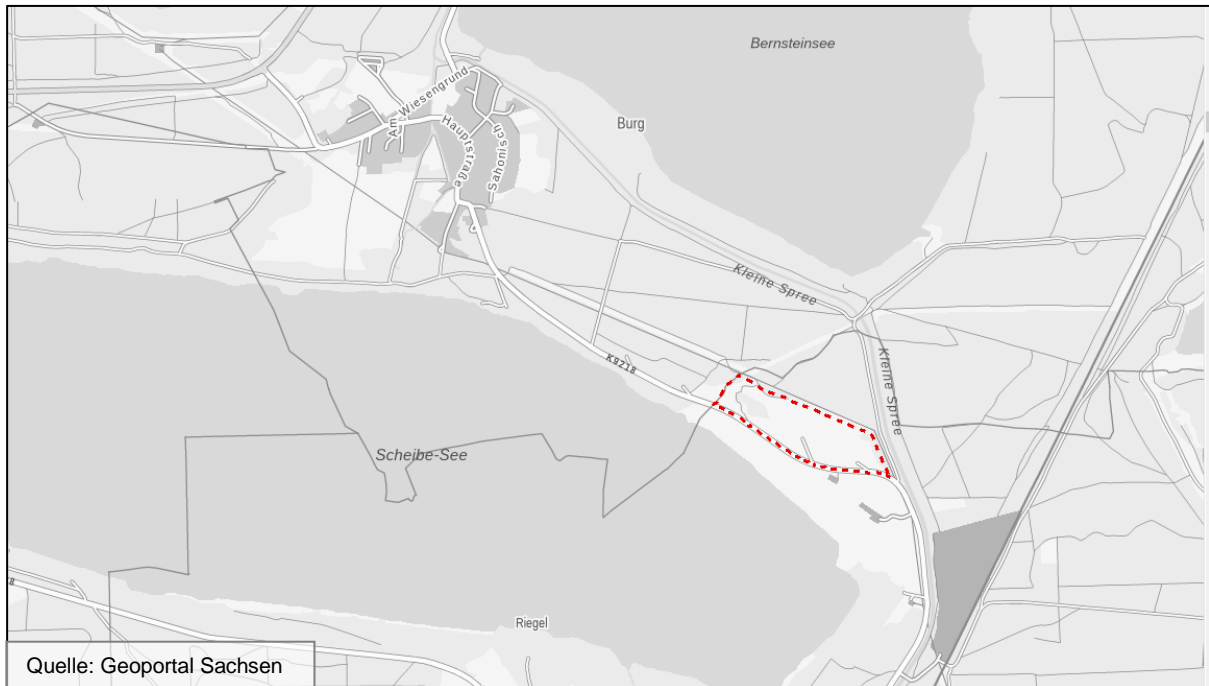 Bernsteinsee
Am Wiesengrund
Hauptstraße
Sahonisch
Burg
Kleine Spree
K9218
Kleine Spree
Scheibe-See
Riegel
Quelle: Geoportal Sachsen